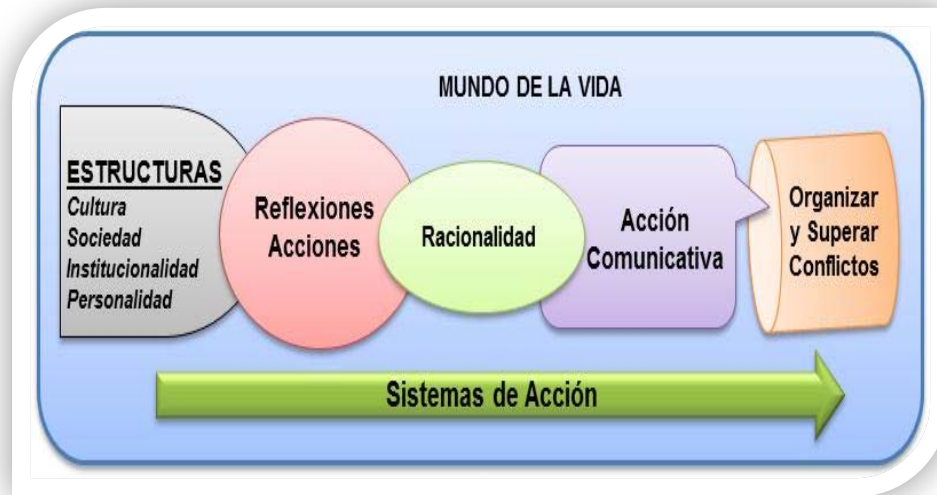 MUNDO DE LA VIDA
ESTRUCTURAS
Cultura
Sociedad
Institucionalidad
Personalidad
Reflexiones
Acciones
Racionalidad
Acción
Comunicativa
Organizar
y Superar
Conflictos
Sistemas de Acción